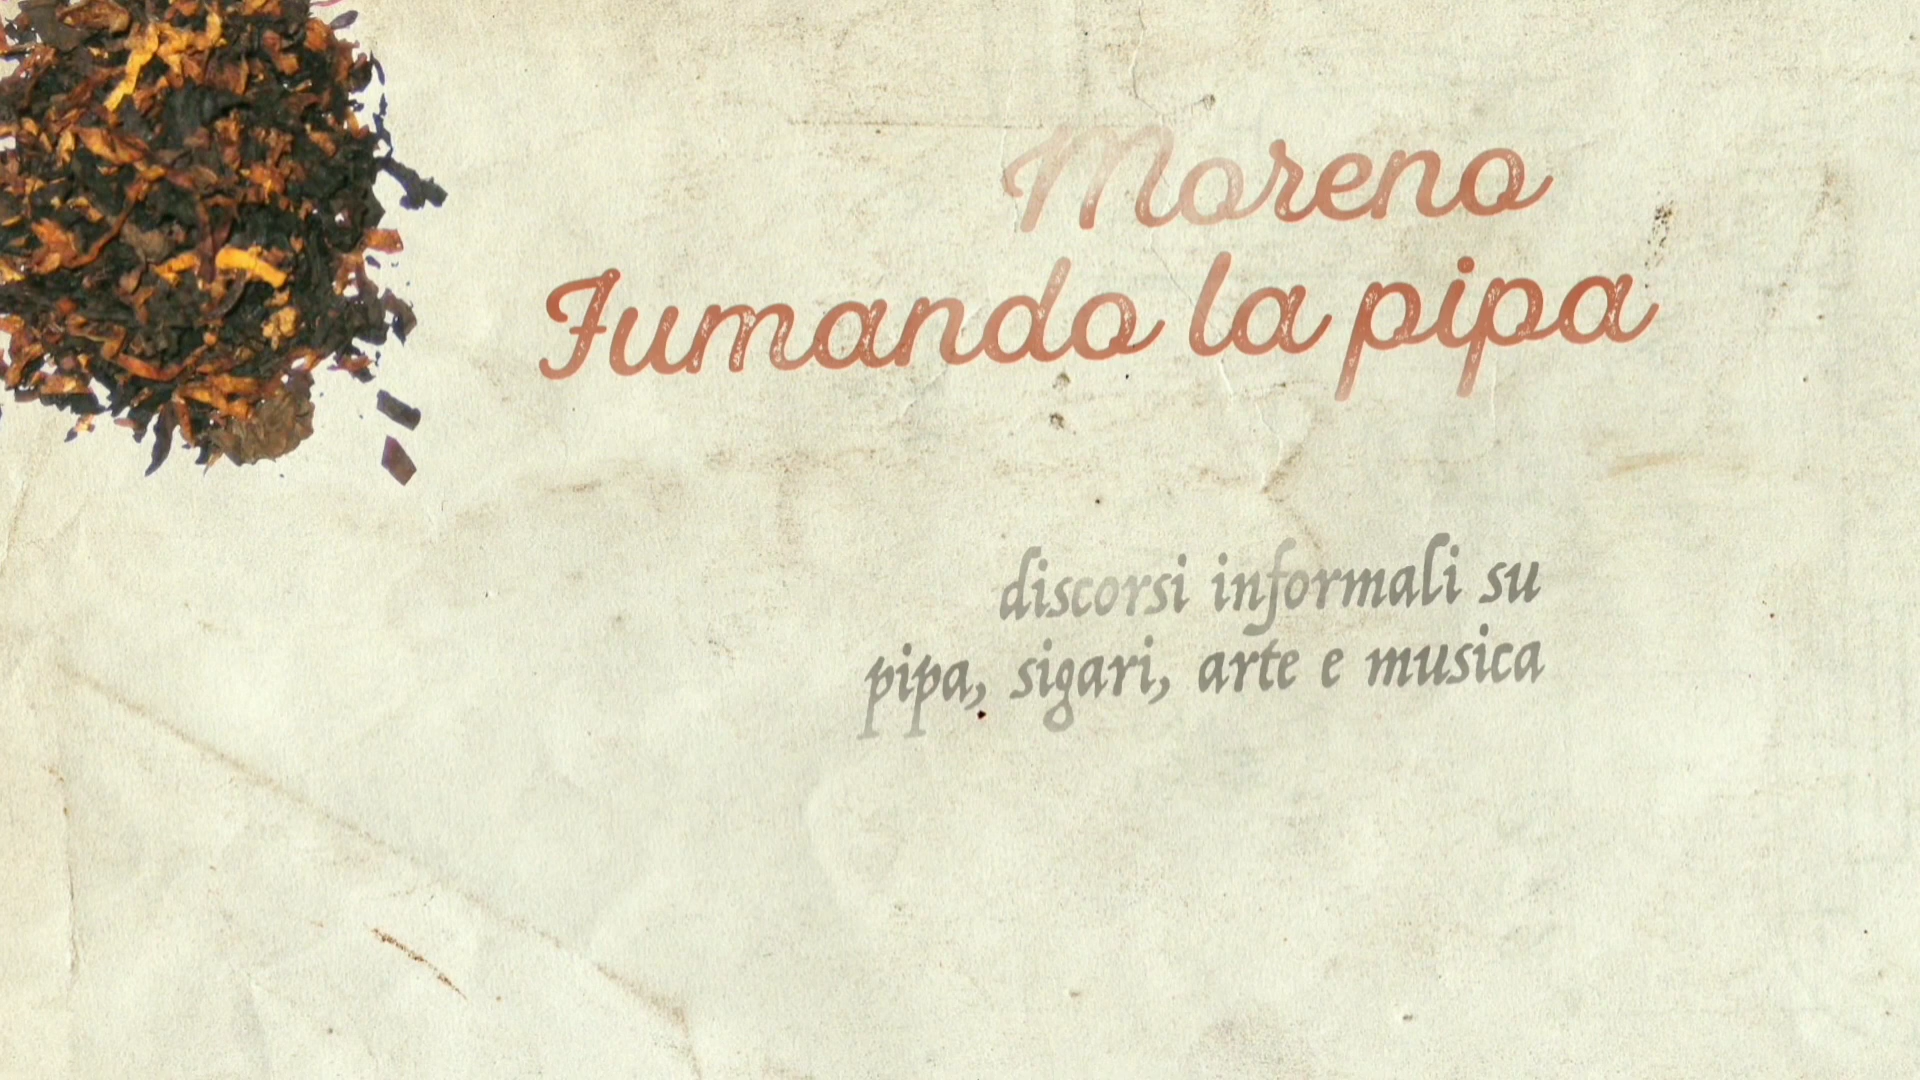 Moreno
Fumando la pipa
discorsi informali su
pipa, sigari, arte e musica